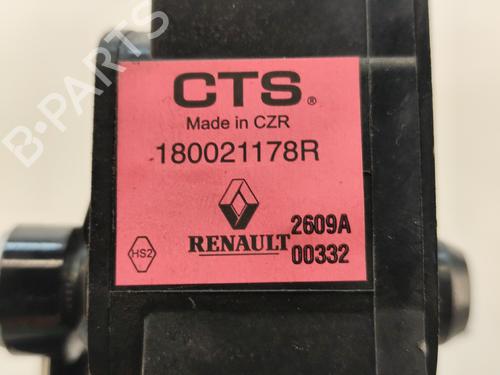 CTS®
Made in CZR
180021178R
RENAULT
2609A
00332
HS2
B-PARTS